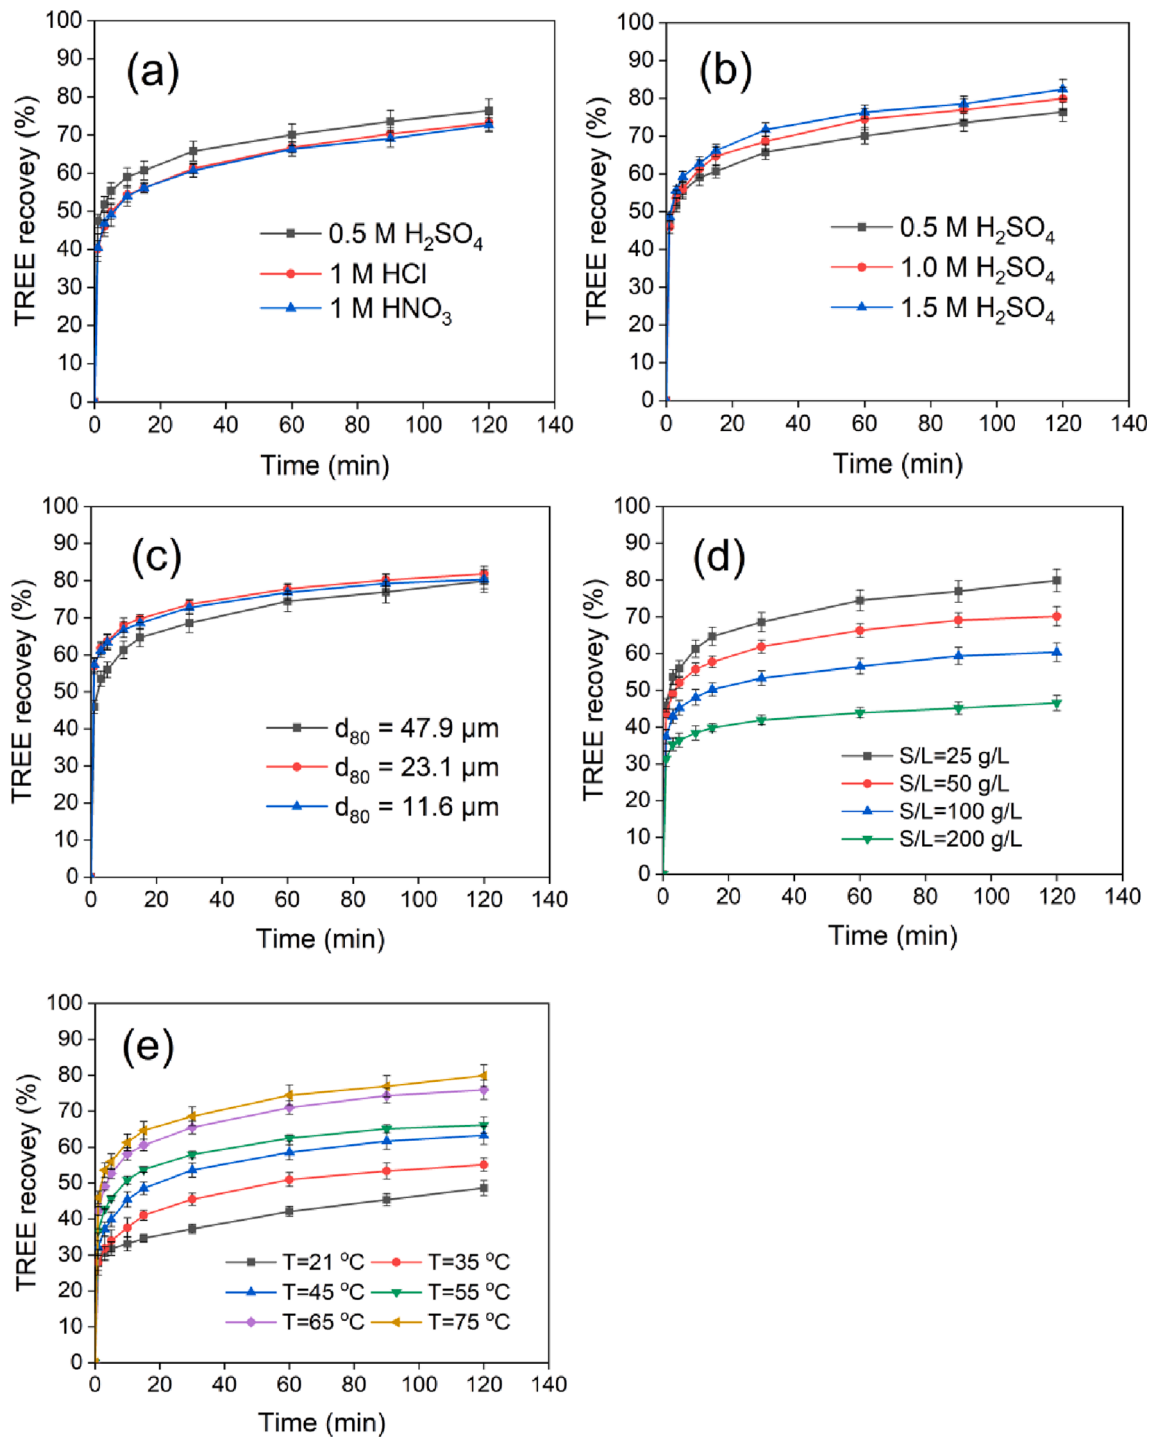 (a)
TREE recovey (%)
100
90
80
70
60
50
40
30
20
10
0
0.5 M H₂SO₄
1 M HCl
1 M HNO₃
0 20 40 60 80 100 120 140
Time (min)
(b)
TREE recovey (%)
100
90
80
70
60
50
40
30
20
10
0
0.5 M H₂SO₄
1.0 M H₂SO₄
1.5 M H₂SO₄
0 20 40 60 80 100 120 140
Time (min)
(c)
TREE recovey (%)
100
90
80
70
60
50
40
30
20
10
0
d₈₀ = 47.9 μm
d₈₀ = 23.1 μm
d₈₀ = 11.6 μm
0 20 40 60 80 100 120 140
Time (min)
(d)
TREE recovey (%)
100
90
80
70
60
50
40
30
20
10
0
S/L=25 g/L
S/L=50 g/L
S/L=100 g/L
S/L=200 g/L
0 20 40 60 80 100 120 140
Time (min)
(e)
TREE recovey (%)
100
90
80
70
60
50
40
30
20
10
0
T=21 °C T=35 °C
T=45 °C T=55 °C
T=65 °C T=75 °C
0 20 40 60 80 100 120 140
Time (min)